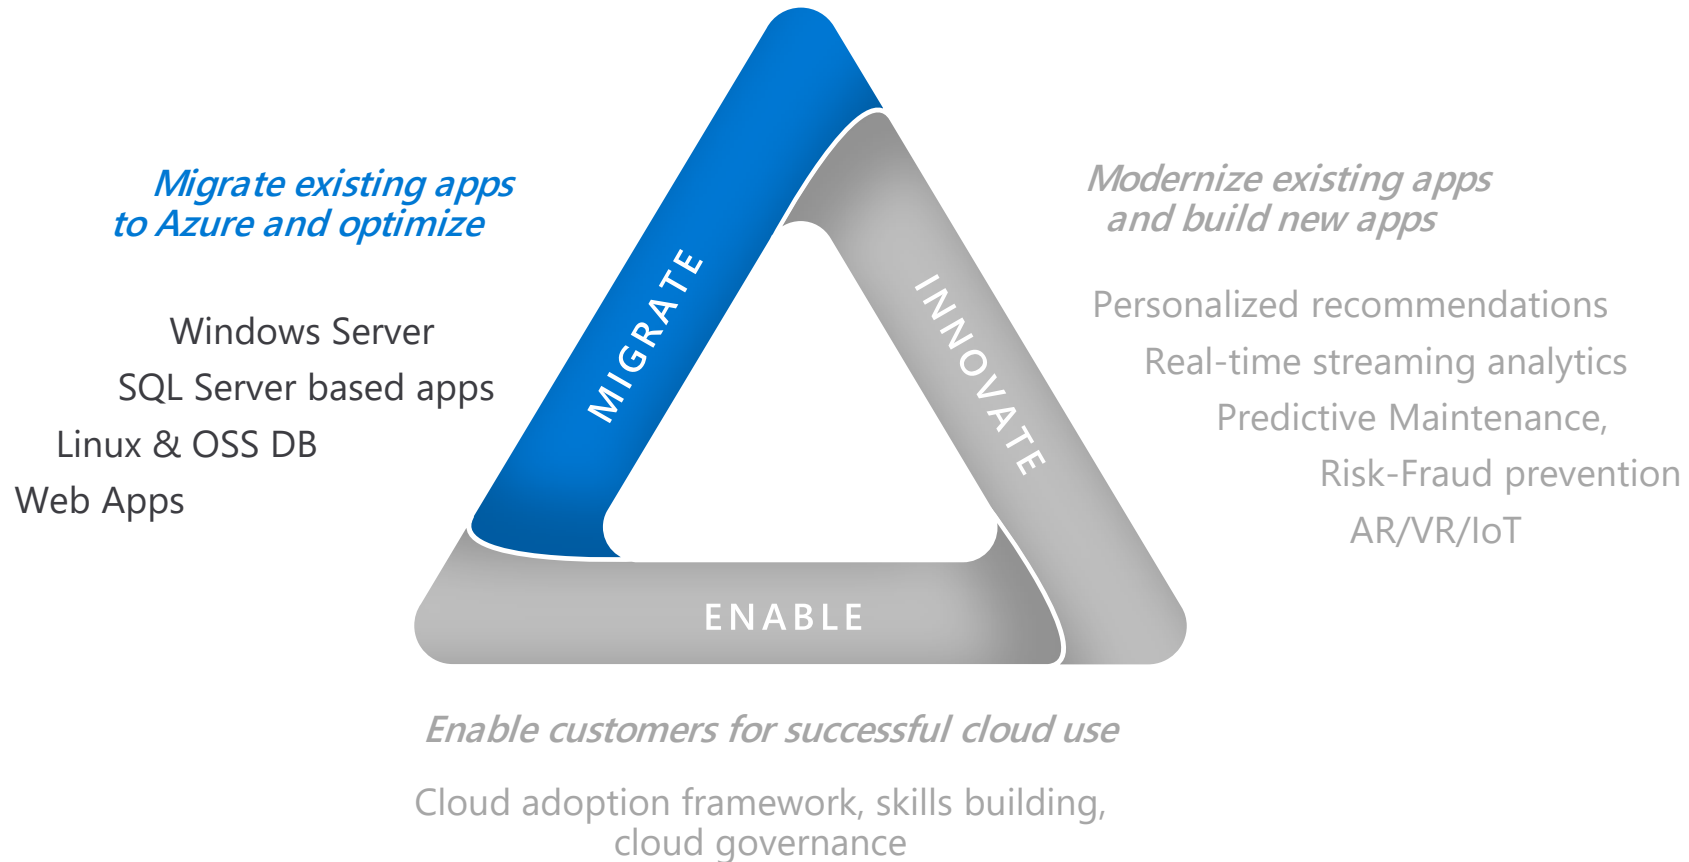 Migrate existing apps
to Azure and optimize
Windows Server
SQL Server based apps
Linux & OSS DB
Web Apps
MIGRATE
INNOVATE
ENABLE
Modernize existing apps
and build new apps
Personalized recommendations
Real-time streaming analytics
Predictive Maintenance,
Risk-Fraud prevention
AR/VR/IoT
Enable customers for successful cloud use
Cloud adoption framework, skills building,
cloud governance